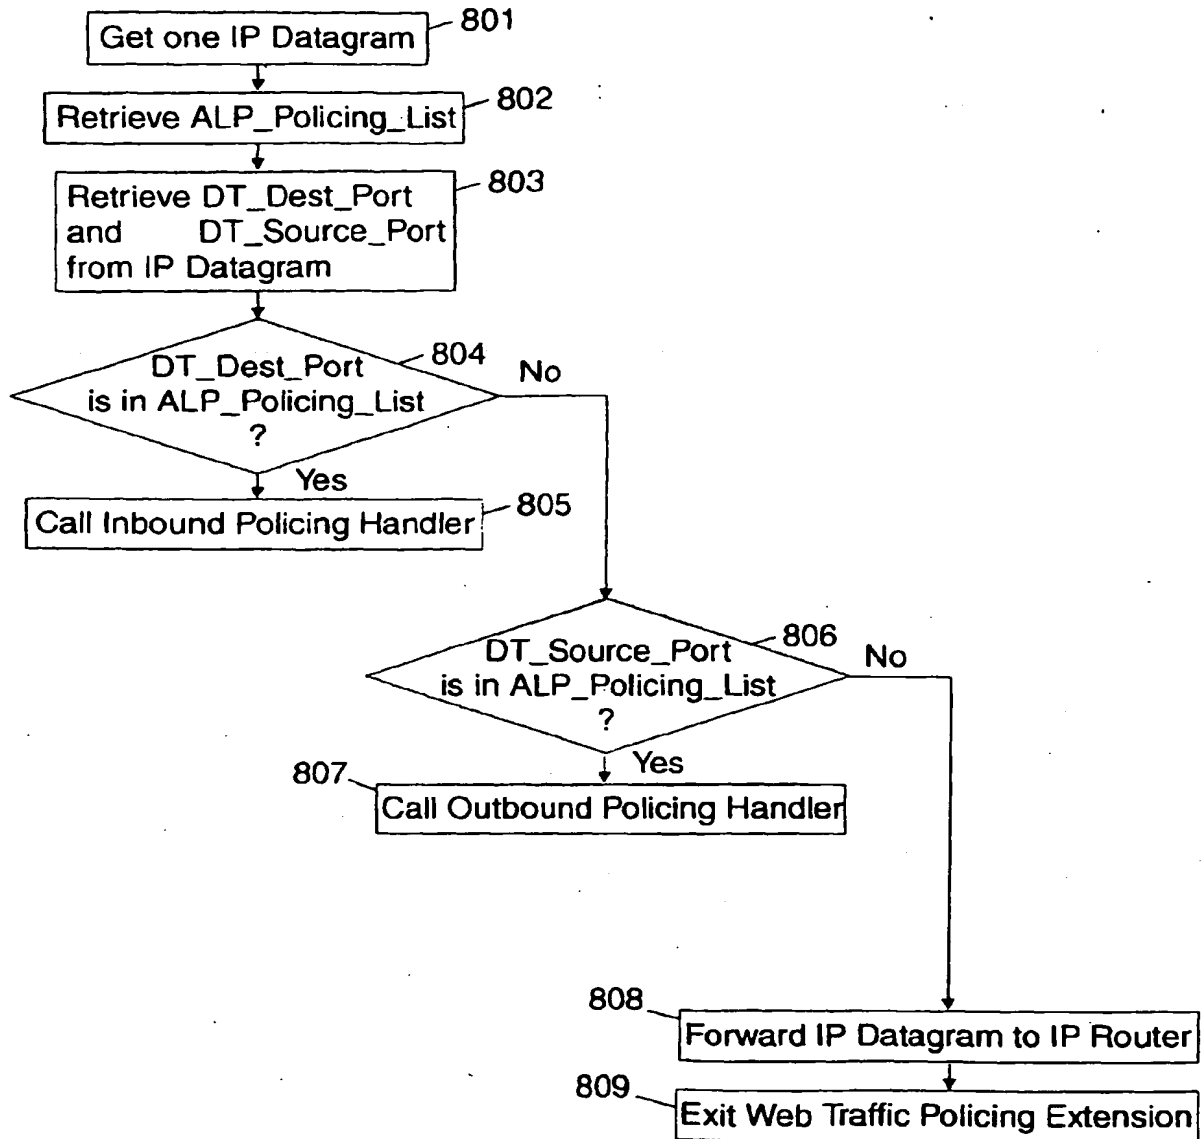 801
Get one IP Datagram
802
Retrieve ALP_Policing_List
803
Retrieve DT_Dest_Port
and DT_Source_Port
from IP Datagram
804
DT_Dest_Port
is in ALP_Policing_List
?
No
Yes
805
Call Inbound Policing Handler
806
DT_Source_Port
is in ALP_Policing_List
?
No
Yes
807
Call Outbound Policing Handler
808
Forward IP Datagram to IP Router
809
Exit Web Traffic Policing Extension